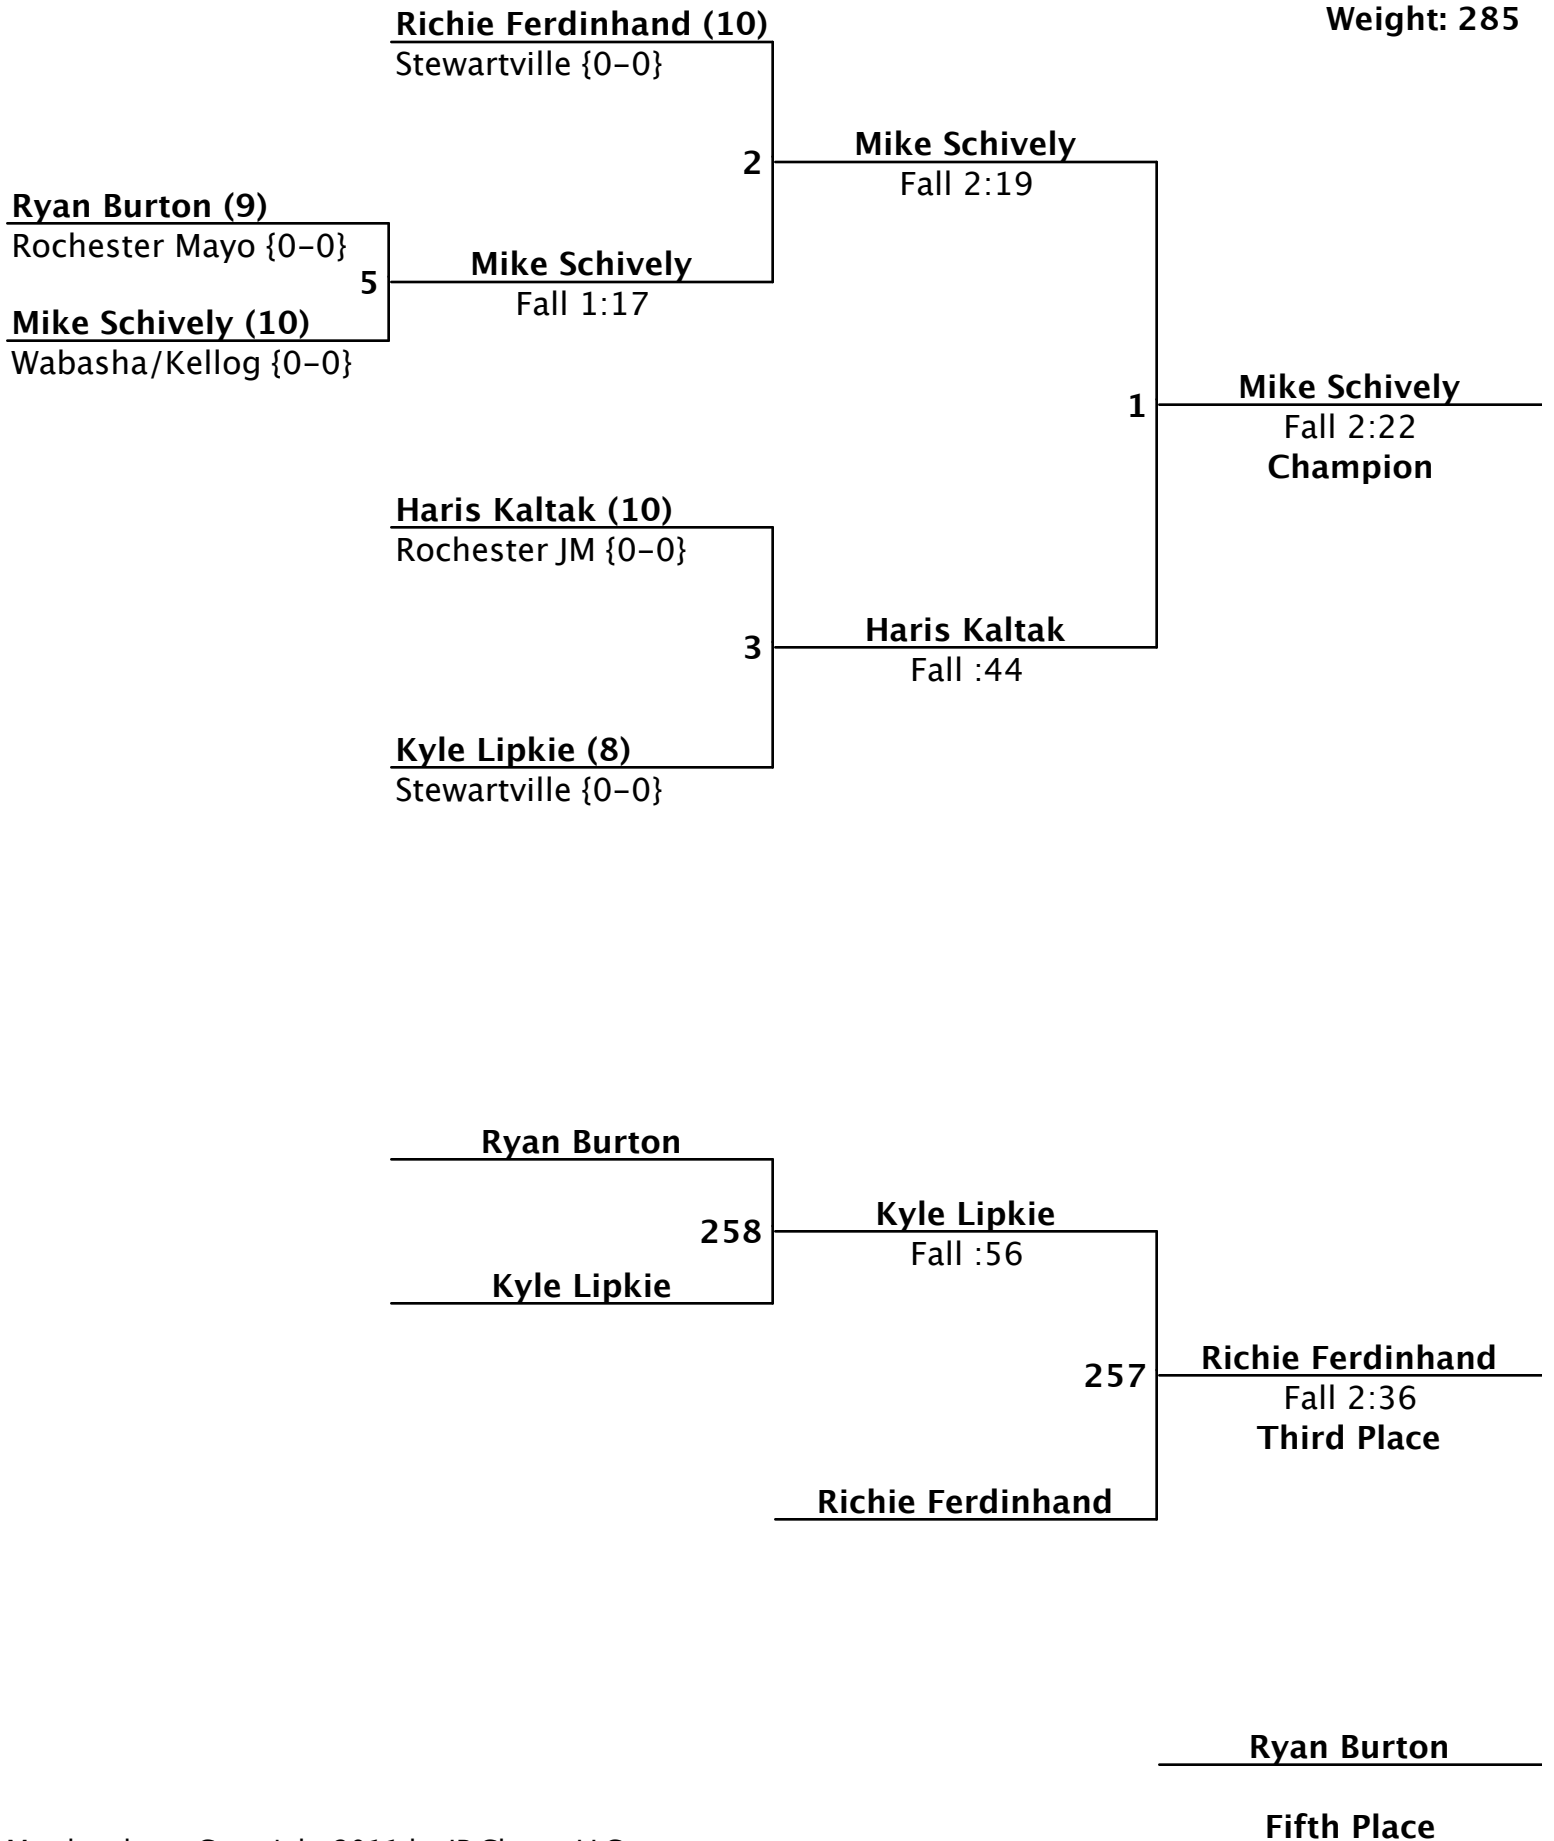 Weight: 285
Richie Ferdinhand (10)
Stewartville {0-0}
2
Mike Schively
Fall 2:19
Ryan Burton (9)
Rochester Mayo {0-0}
5
Mike Schively
Fall 1:17
Mike Schively (10)
Wabasha/Kellog {0-0}
1
Mike Schively
Fall 2:22
Champion
Haris Kaltak (10)
Rochester JM {0-0}
3
Haris Kaltak
Fall :44
Kyle Lipkie (8)
Stewartville {0-0}
Ryan Burton
258
Kyle Lipkie
Fall :56
Kyle Lipkie
257
Richie Ferdinhand
Fall 2:36
Third Place
Richie Ferdinhand
Ryan Burton
Fifth Place